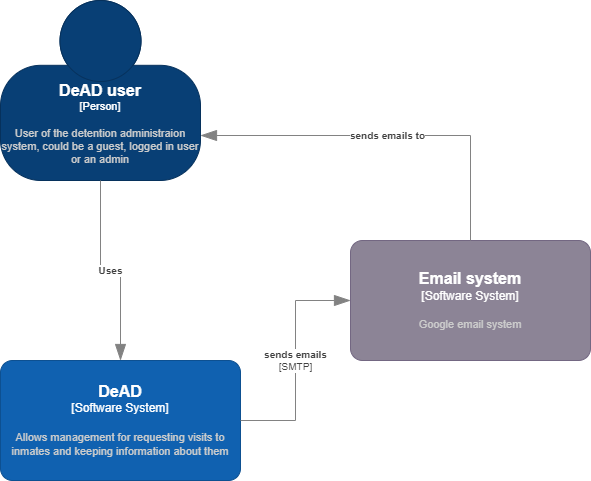 DeAD user
[Person]
User of the detention administraion
system, could be a guest, logged in user
or an admin
sends emails to
Uses
Email system
[Software System]
Google email system
sends emails
[SMTP]
DeAD
[Software System]
Allows management for requesting visits to
inmates and keeping information about them